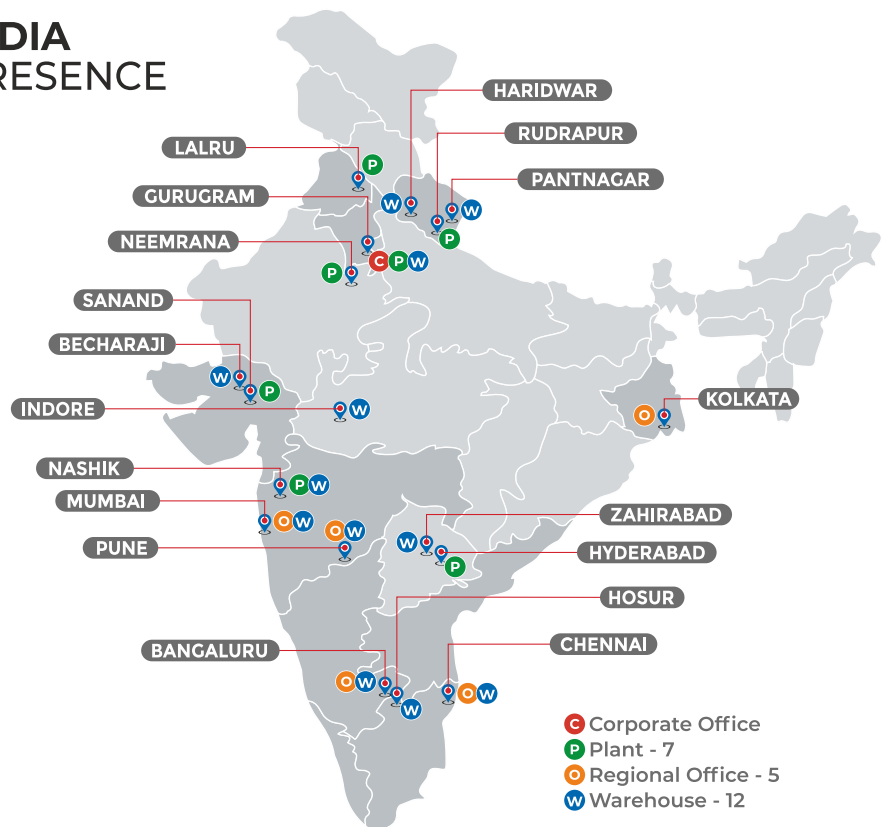 DIA
RESENCE
HARIDWAR
RUDRAPUR
LALRU
P
PANTNAGAR
GURUGRAM
W
W
P
NEEMRANA
C P W
P
SANAND
BECHARAJI
W
P
INDORE
W
KOLKATA
O
NASHIK
P W
MUMBAI
O W
O W
PUNE
ZAHIRABAD
W
HYDERABAD
P
HOSUR
CHENNAI
BANGALURU
O W
W
O W
C Corporate Office
P Plant - 7
O Regional Office - 5
W Warehouse - 12